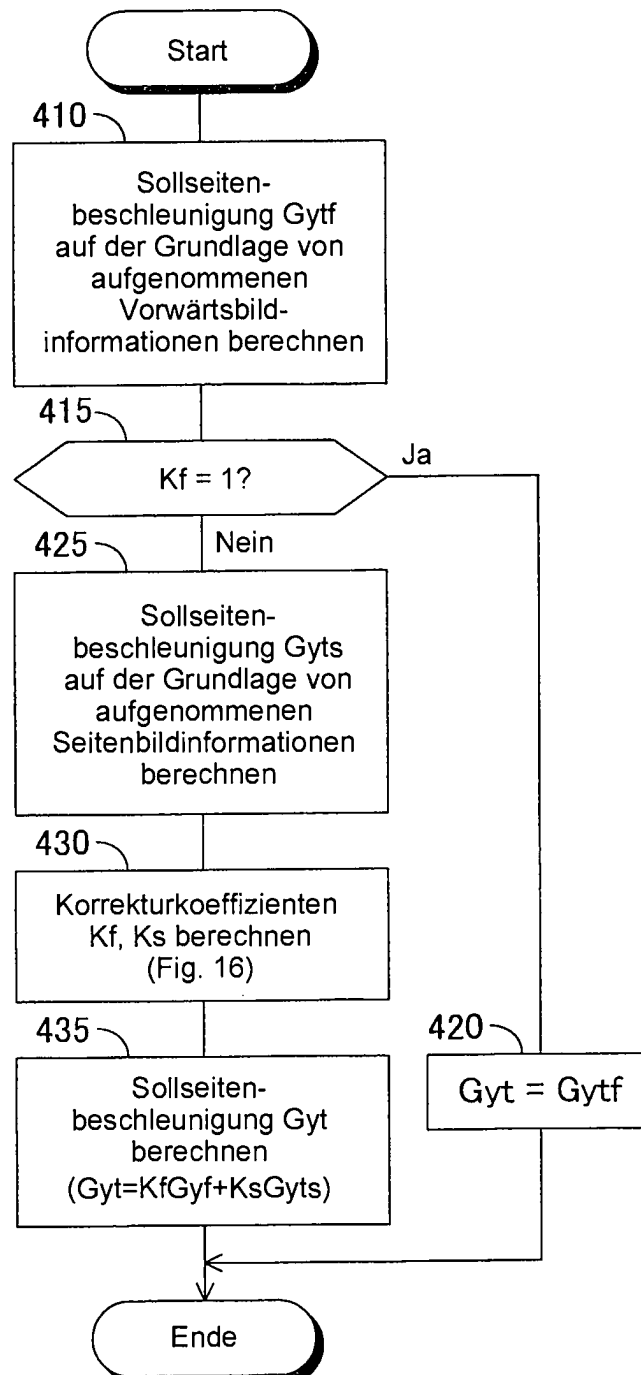 Start
410
Sollseiten-
beschleunigung Gytf
auf der Grundlage von
aufgenommenen
Vorwärtsbild-
informationen berechnen
415
Kf = 1?
Ja
Nein
425
Sollseiten-
beschleunigung Gyts
auf der Grundlage von
aufgenommenen
Seitenbildinformationen
berechnen
430
Korrekturkoeffizienten
Kf, Ks berechnen
(Fig. 16)
435
Sollseiten-
beschleunigung Gyt
berechnen
(Gyt=KfGyf+KsGyts)
420
Gyt = Gytf
Ende